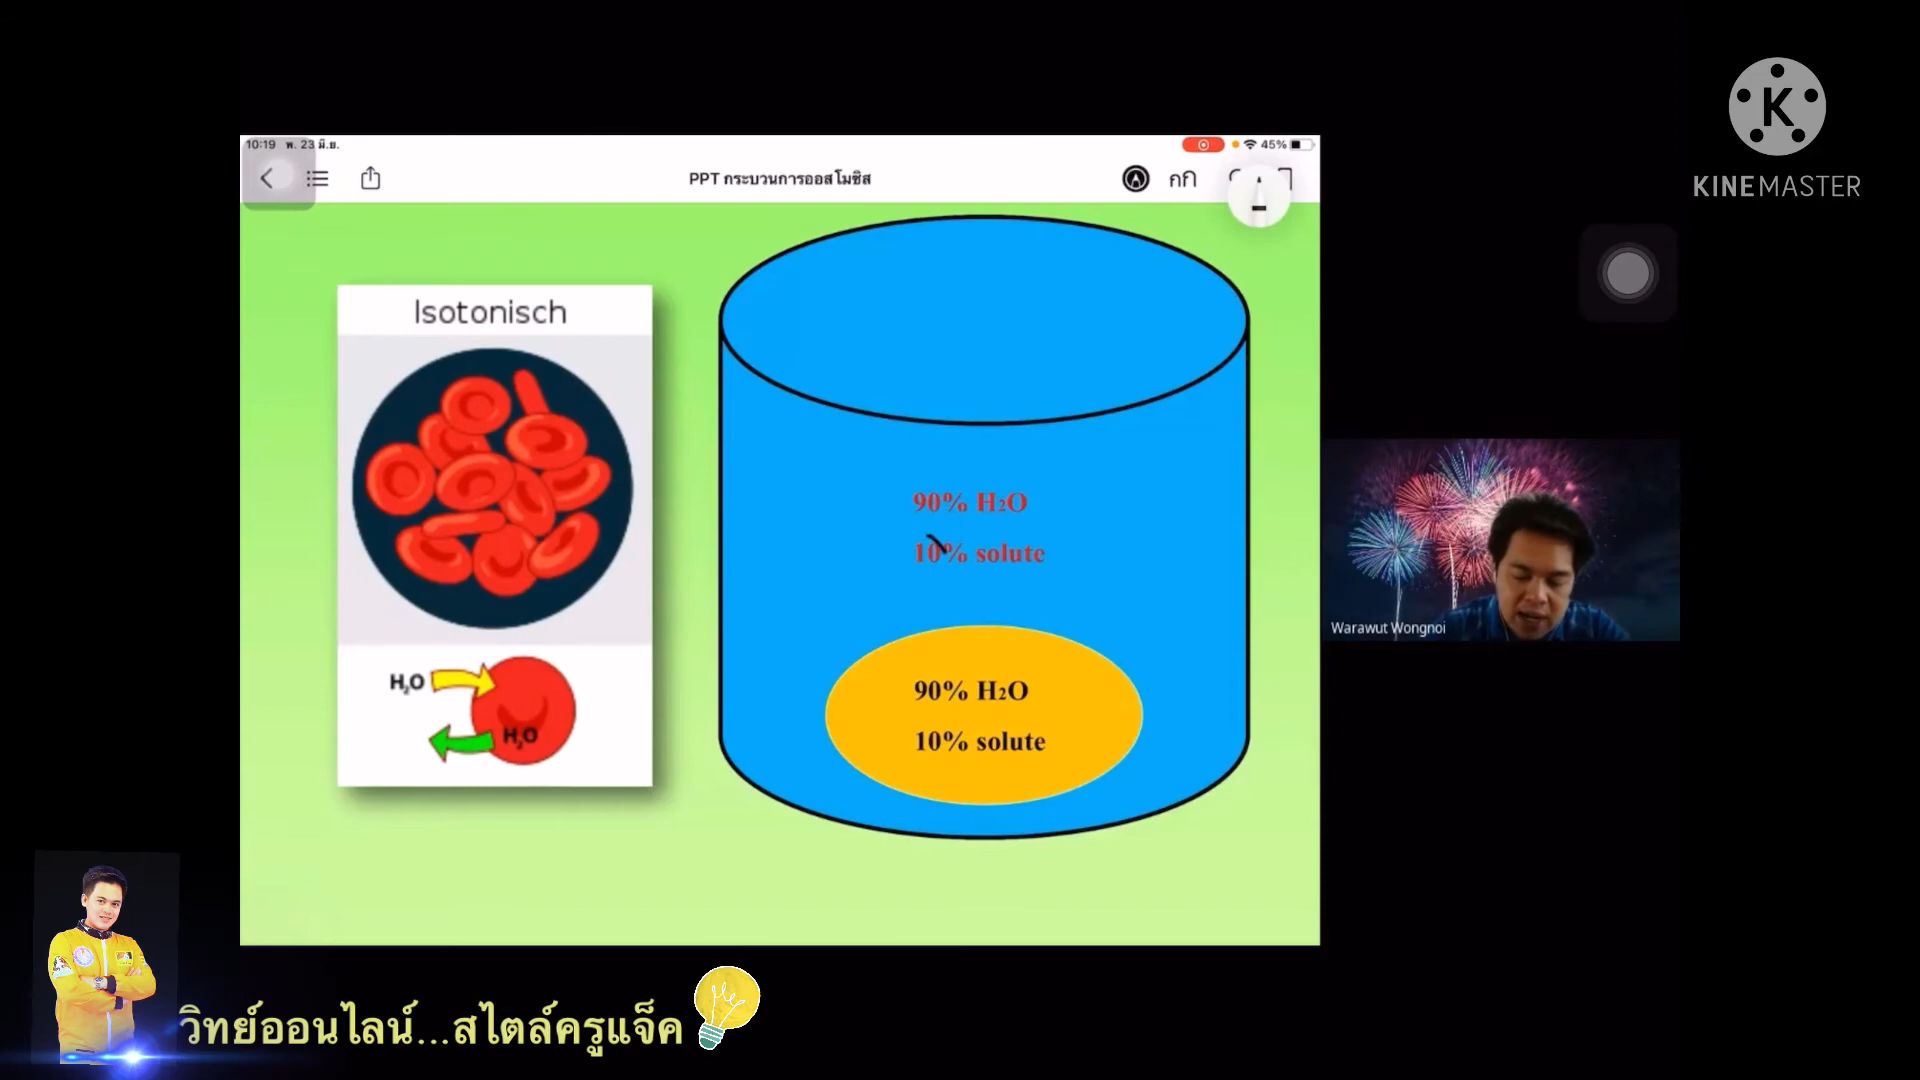 10:19 พ. 23 มิ.ย.
45%
PPT กระบวนการออสโมซิส
กก
Isotonisch
H₂O
H₂O
90% H₂O
10% solute
90% H₂O
10% solute
K
KINEMASTER
Warawut Wongnoi
วิทย์ออนไลน์...สไตล์ครูแจ็ค